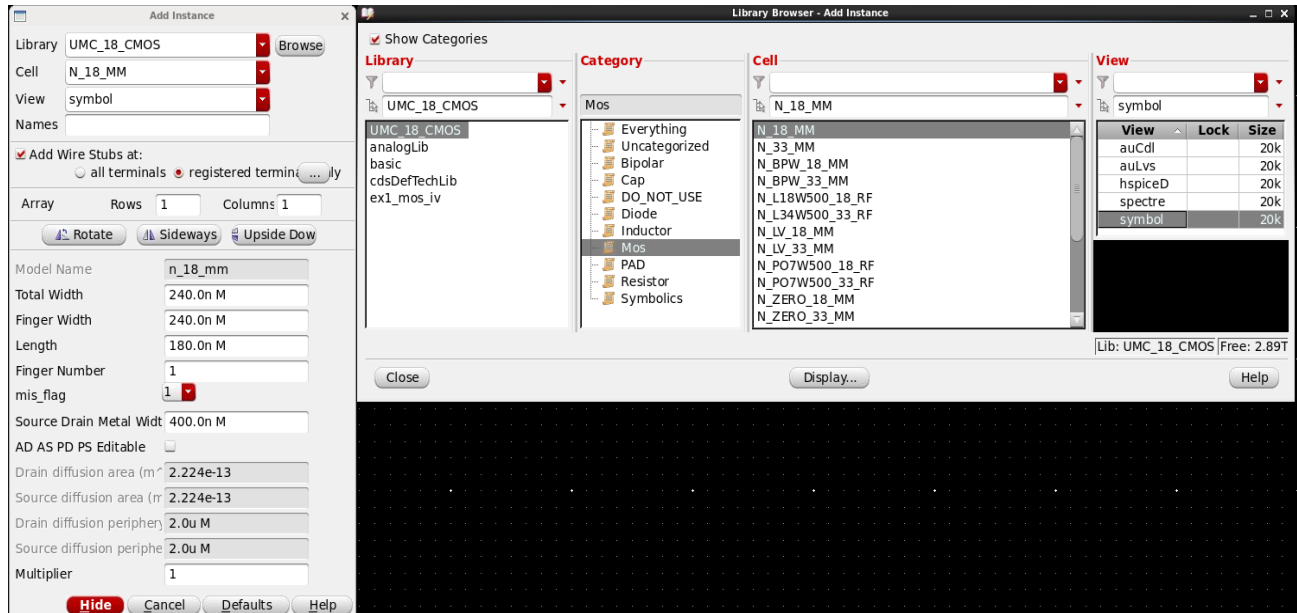 Add Instance
Library UMC_18_CMOS Browse
Cell N_18_MM
View symbol
Names
Add Wire Stubs at:
all terminals registered termina ... ly
Array Rows 1 Columns 1
Rotate Sideways Upside Dow
Model Name n_18_mm
Total Width 240.0n M
Finger Width 240.0n M
Length 180.0n M
Finger Number 1
mis_flag 1
Source Drain Metal Widt 400.0n M
AD AS PD PS Editable
Drain diffusion area (m^ 2.224e-13
Source diffusion area (m 2.224e-13
Drain diffusion periphery 2.0u M
Source diffusion periphe 2.0u M
Multiplier 1
Hide Cancel Defaults Help
Library Browser - Add Instance
Show Categories
Library
UMC_18_CMOS
UMC_18_CMOS
analogLib
basic
cdsDefTechLib
ex1_mos_iv
Category
Mos
Everything
Uncategorized
Bipolar
Cap
DO_NOT_USE
Diode
Inductor
Mos
PAD
Resistor
Symbolics
Cell
N_18_MM
N_18_MM
N_33_MM
N_BPW_18_MM
N_BPW_33_MM
N_L18W500_18_RF
N_L34W500_33_RF
N_LV_18_MM
N_LV_33_MM
N_PO7W500_18_RF
N_PO7W500_33_RF
N_ZERO_18_MM
N_ZERO_33_MM
View
symbol
View Lock Size
auCdl 20k
auLvs 20k
hspiceD 20k
spectre 20k
symbol 20k
Lib: UMC_18_CMOS Free: 2.89T
Close Display... Help